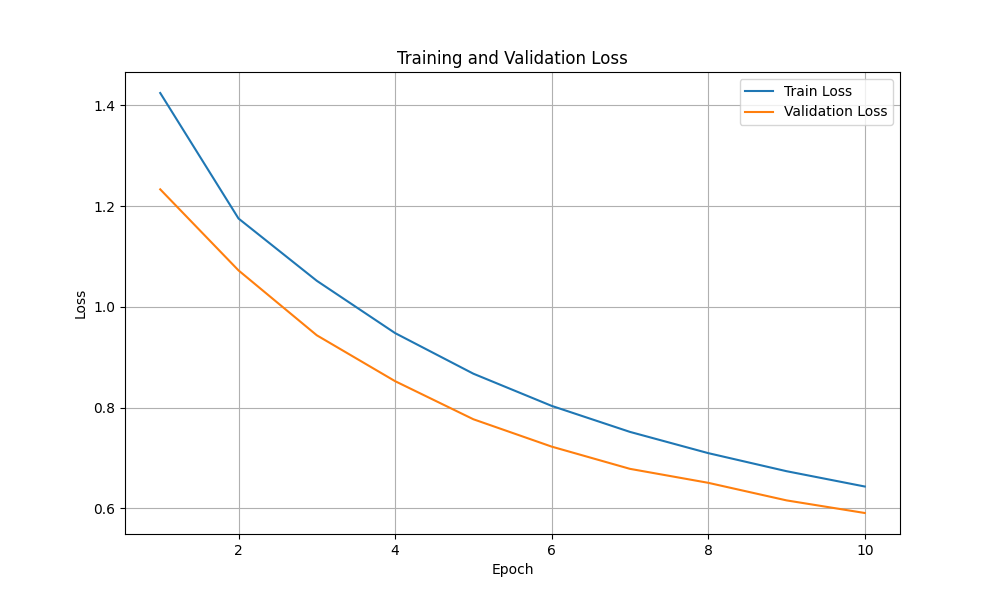 Training and Validation Loss
Train Loss
Validation Loss
1.4
1.2
1.0
0.8
0.6
Loss
2
4
6
8
10
Epoch